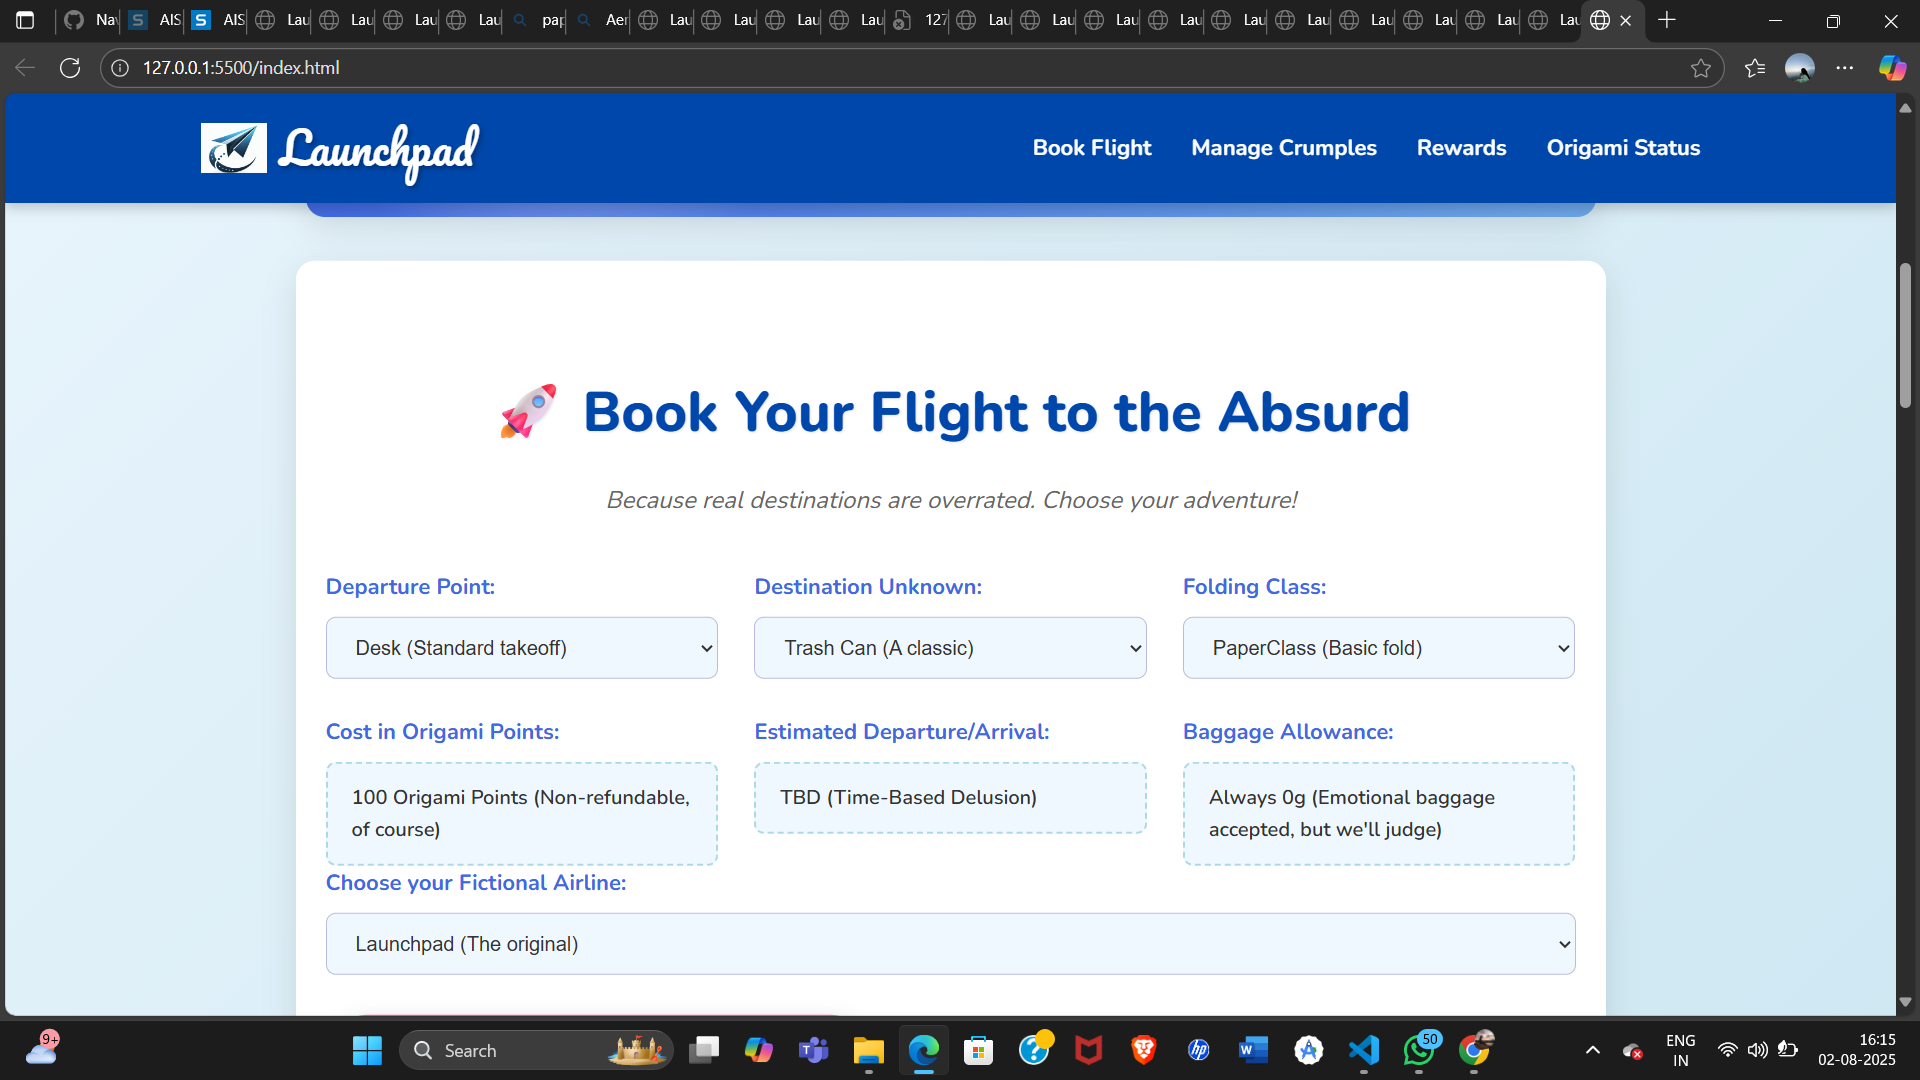 Na
AIS
AIS
Lau
Lau
Lau
Lau
pap
Aer
Lau
Lau
Lau
Lau
127
Lau
Lau
Lau
Lau
Lau
Lau
Lau
Lau
Lau
Lau
127.0.0.1:5500/index.html
Launchpad
Book Flight
Manage Crumples
Rewards
Origami Status
🚀 Book Your Flight to the Absurd
Because real destinations are overrated. Choose your adventure!
Departure Point:
Destination Unknown:
Folding Class:
Desk (Standard takeoff)
Trash Can (A classic)
PaperClass (Basic fold)
Cost in Origami Points:
Estimated Departure/Arrival:
Baggage Allowance:
100 Origami Points (Non-refundable,
of course)
TBD (Time-Based Delusion)
Always 0g (Emotional baggage
accepted, but we'll judge)
Choose your Fictional Airline:
Launchpad (The original)
9+
Search
50
ENG
IN
16:15
02-08-2025